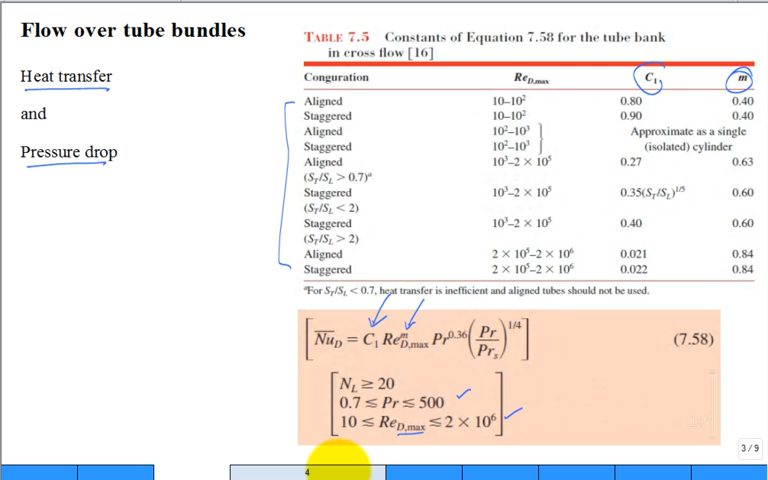 Flow over tube bundles
Heat transfer
and
Pressure drop
TABLE 7.5 Constants of Equation 7.58 for the tube bank
in cross flow [16]
Conguration Re_D,max C₁ m
Aligned 10–10² 0.80 0.40
Staggered 10–10² 0.90 0.40
Aligned 10²–10³ Approximate as a single
Staggered 10²–10³ (isolated) cylinder
Aligned 10³–2 × 10⁵ 0.27 0.63
(S_T/S_L > 0.7)ᵃ
Staggered 10³–2 × 10⁵ 0.35(S_T/S_L)^1/5 0.60
(S_T/S_L < 2)
Staggered 10³–2 × 10⁵ 0.40 0.60
(S_T/S_L > 2)
Aligned 2 × 10⁵–2 × 10⁶ 0.021 0.84
Staggered 2 × 10⁵–2 × 10⁶ 0.022 0.84
ᵃFor S_T/S_L < 0.7, heat transfer is inefficient and aligned tubes should not be used.
[Nu_D = C₁ Re^m_D,max Pr^0.36 (Pr/Pr_s)^1/4] (7.58)
N_L ≥ 20
0.7 ≤ Pr ≤ 500
10 ≤ Re_D,max ≤ 2 × 10⁶
3 / 9
4